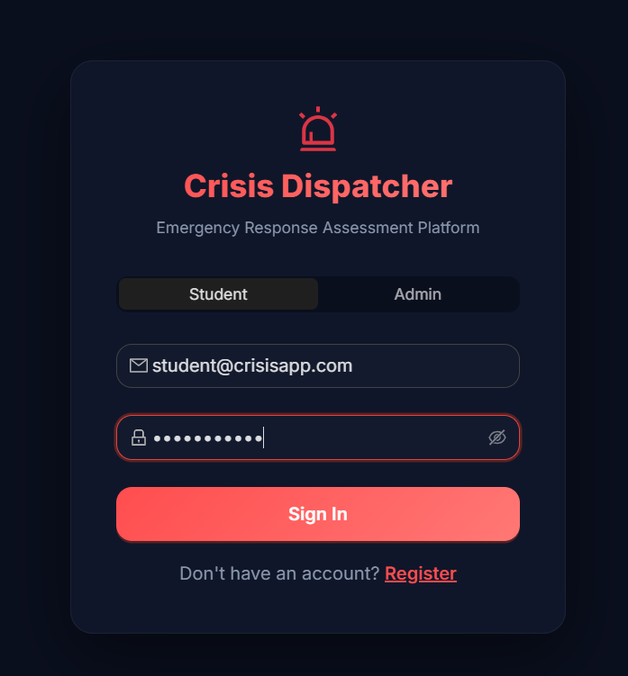 Crisis Dispatcher
Emergency Response Assessment Platform
Student Admin
student@crisisapp.com
•••••••••••
Sign In
Don't have an account? Register